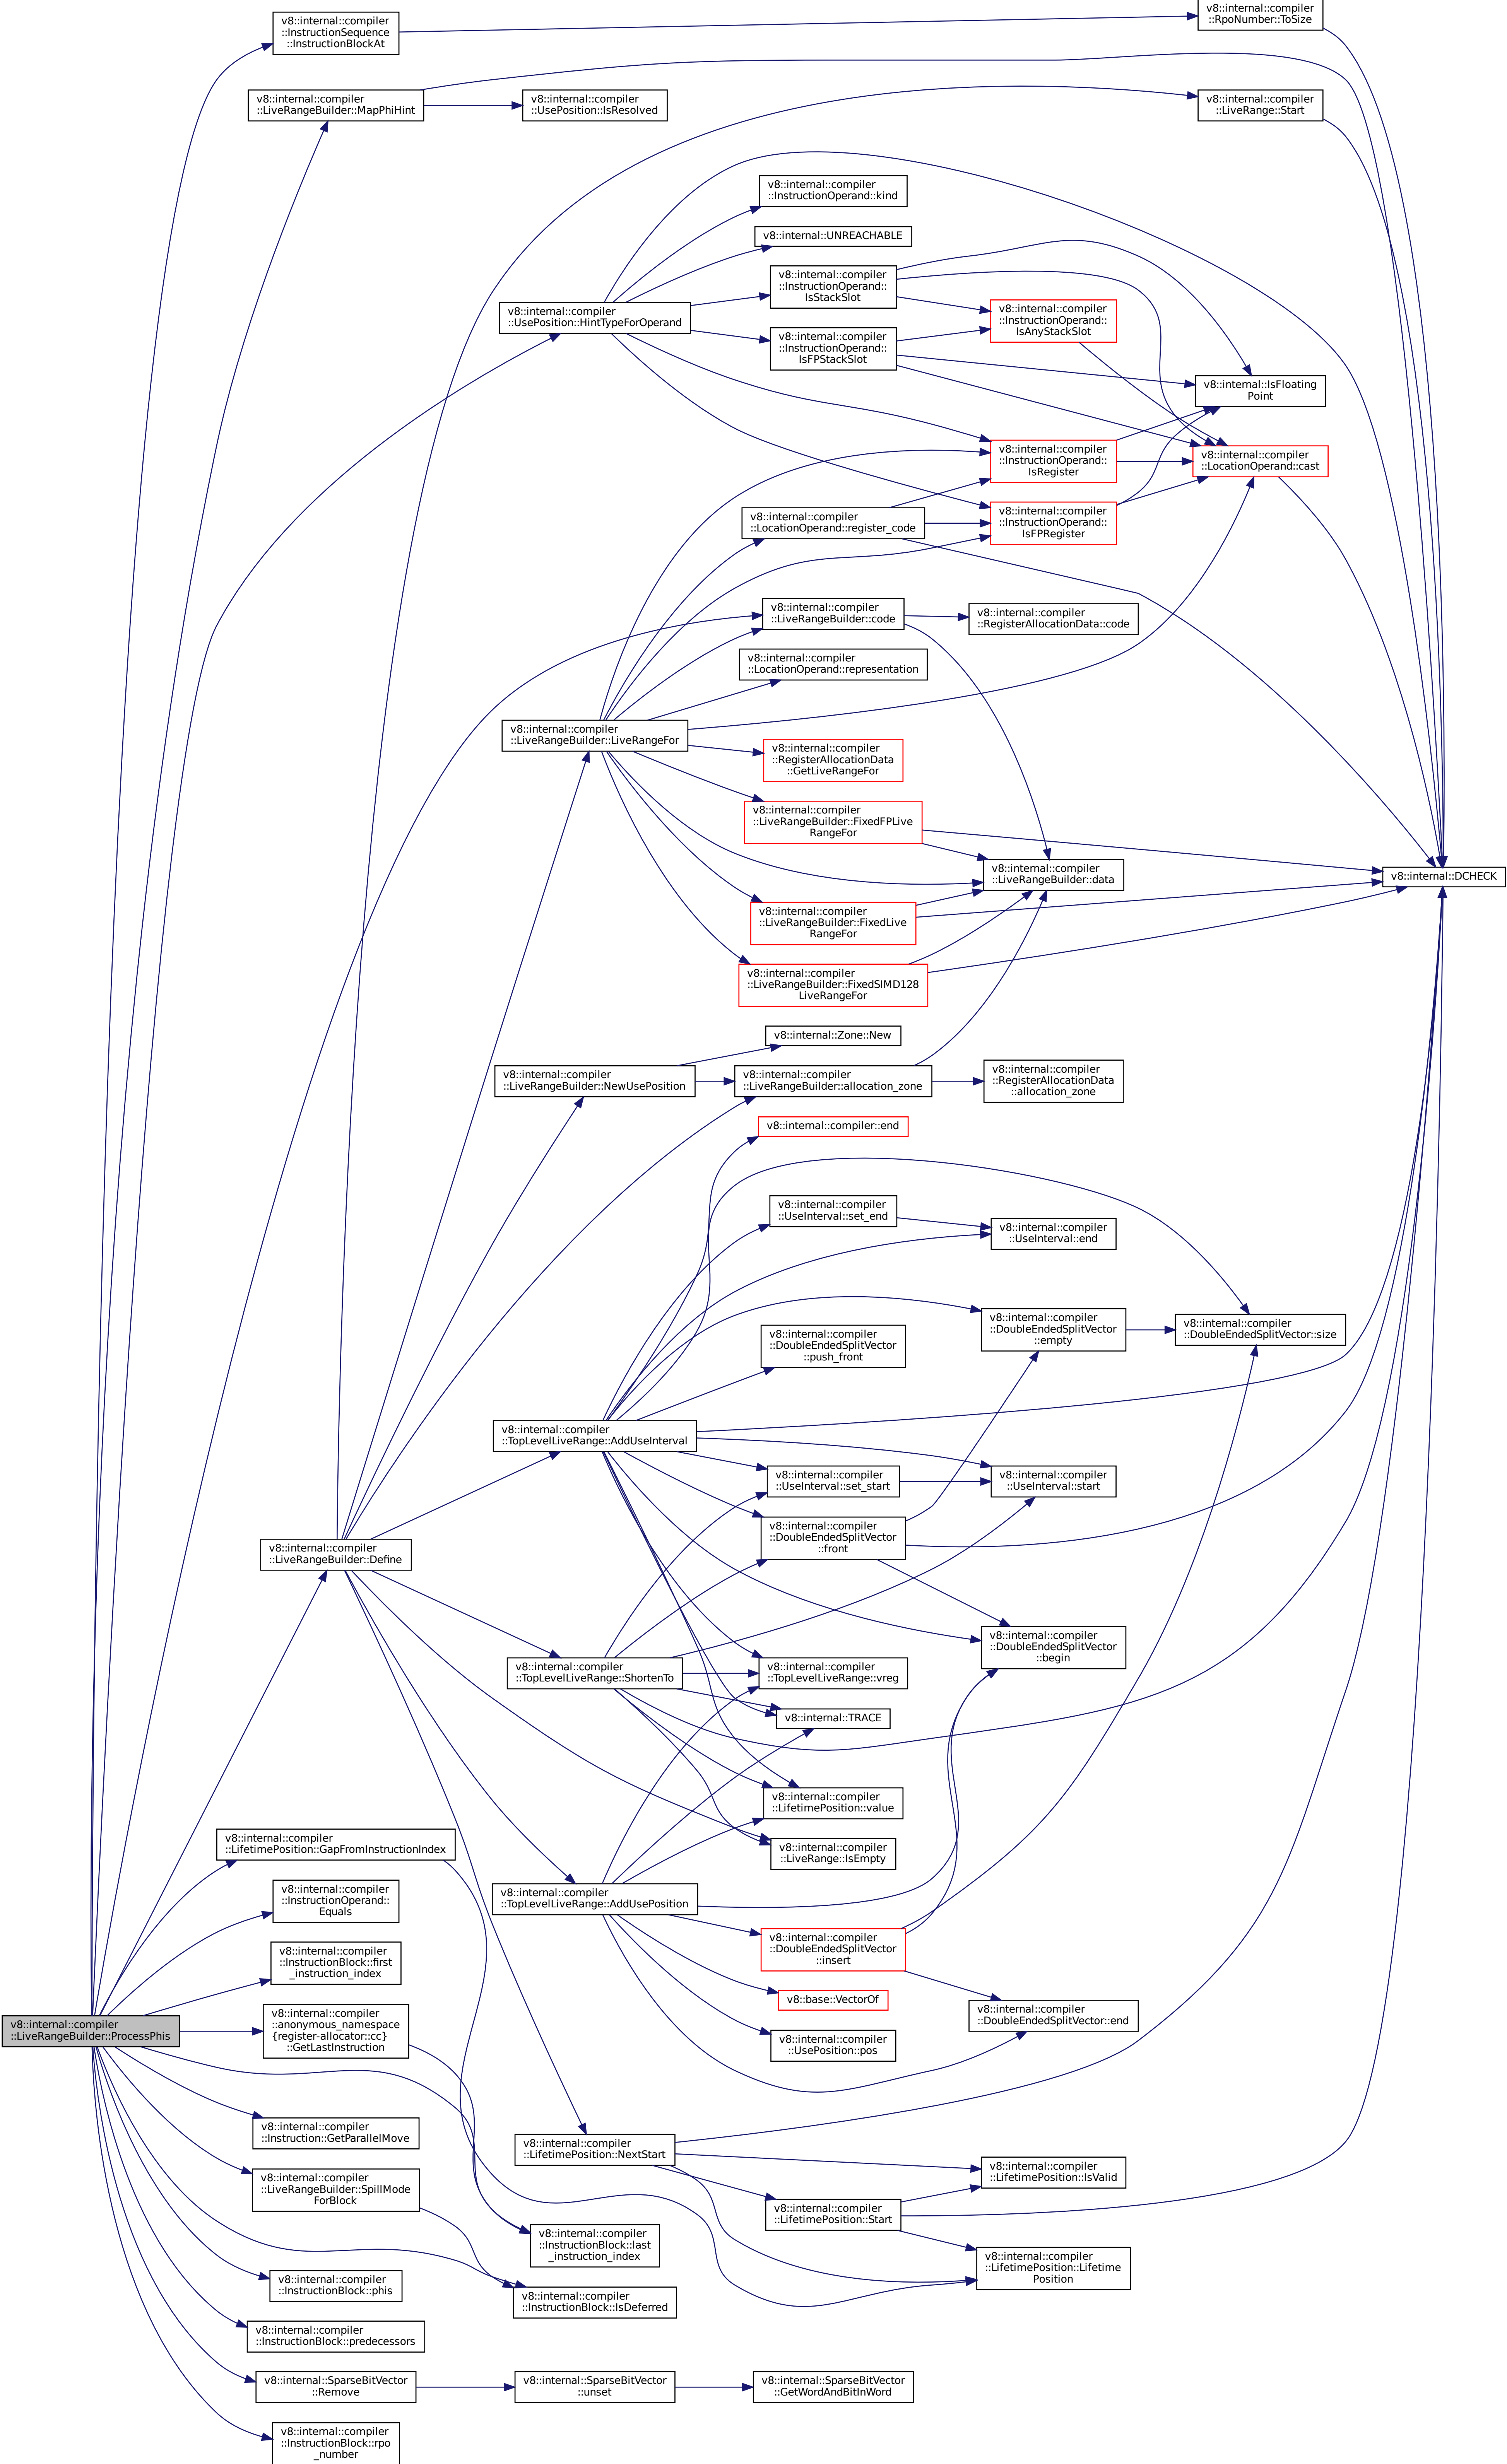 v8::internal::compiler
::LiveRangeBuilder::ProcessPhis
v8::internal::compiler
::InstructionSequence
::InstructionBlockAt
v8::internal::compiler
::RpoNumber::ToSize
v8::internal::compiler
::LiveRangeBuilder::MapPhiHint
v8::internal::compiler
::UsePosition::IsResolved
v8::internal::compiler
::LiveRange::Start
v8::internal::compiler
::InstructionOperand::kind
v8::internal::UNREACHABLE
v8::internal::compiler
::UsePosition::HintTypeForOperand
v8::internal::compiler
::InstructionOperand::
IsStackSlot
v8::internal::compiler
::InstructionOperand::
IsFPStackSlot
v8::internal::compiler
::InstructionOperand::
IsAnyStackSlot
v8::internal::IsFloating
Point
v8::internal::compiler
::InstructionOperand::
IsRegister
v8::internal::compiler
::LocationOperand::cast
v8::internal::compiler
::LocationOperand::register_code
v8::internal::compiler
::InstructionOperand::
IsFPRegister
v8::internal::compiler
::LiveRangeBuilder::code
v8::internal::compiler
::RegisterAllocationData::code
v8::internal::compiler
::LocationOperand::representation
v8::internal::compiler
::LiveRangeBuilder::LiveRangeFor
v8::internal::compiler
::RegisterAllocationData
::GetLiveRangeFor
v8::internal::compiler
::LiveRangeBuilder::FixedFPLive
RangeFor
v8::internal::compiler
::LiveRangeBuilder::data
v8::internal::DCHECK
v8::internal::compiler
::LiveRangeBuilder::FixedLive
RangeFor
v8::internal::compiler
::LiveRangeBuilder::FixedSIMD128
LiveRangeFor
v8::internal::Zone::New
v8::internal::compiler
::LiveRangeBuilder::NewUsePosition
v8::internal::compiler
::LiveRangeBuilder::allocation_zone
v8::internal::compiler
::RegisterAllocationData
::allocation_zone
v8::internal::compiler::end
v8::internal::compiler
::UseInterval::set_end
v8::internal::compiler
::UseInterval::end
v8::internal::compiler
::DoubleEndedSplitVector
::push_front
v8::internal::compiler
::DoubleEndedSplitVector
::empty
v8::internal::compiler
::DoubleEndedSplitVector::size
v8::internal::compiler
::TopLevelLiveRange::AddUseInterval
v8::internal::compiler
::UseInterval::set_start
v8::internal::compiler
::UseInterval::start
v8::internal::compiler
::DoubleEndedSplitVector
::front
v8::internal::compiler
::LiveRangeBuilder::Define
v8::internal::compiler
::DoubleEndedSplitVector
::begin
v8::internal::compiler
::TopLevelLiveRange::ShortenTo
v8::internal::compiler
::TopLevelLiveRange::vreg
v8::internal::TRACE
v8::internal::compiler
::LifetimePosition::value
v8::internal::compiler
::LiveRange::IsEmpty
v8::internal::compiler
::LifetimePosition::GapFromInstructionIndex
v8::internal::compiler
::TopLevelLiveRange::AddUsePosition
v8::internal::compiler
::InstructionOperand::
Equals
v8::internal::compiler
::DoubleEndedSplitVector
::insert
v8::internal::compiler
::InstructionBlock::first
_instruction_index
v8::base::VectorOf
v8::internal::compiler
::DoubleEndedSplitVector::end
v8::internal::compiler
::anonymous_namespace
{register-allocator::cc}
::GetLastInstruction
v8::internal::compiler
::UsePosition::pos
v8::internal::compiler
::Instruction::GetParallelMove
v8::internal::compiler
::LifetimePosition::NextStart
v8::internal::compiler
::LifetimePosition::IsValid
v8::internal::compiler
::LiveRangeBuilder::SpillMode
ForBlock
v8::internal::compiler
::LifetimePosition::Start
v8::internal::compiler
::InstructionBlock::last
_instruction_index
v8::internal::compiler
::LifetimePosition::Lifetime
Position
v8::internal::compiler
::InstructionBlock::phis
v8::internal::compiler
::InstructionBlock::IsDeferred
v8::internal::compiler
::InstructionBlock::predecessors
v8::internal::SparseBitVector
::Remove
v8::internal::SparseBitVector
::unset
v8::internal::SparseBitVector
::GetWordAndBitInWord
v8::internal::compiler
::InstructionBlock::rpo
_number